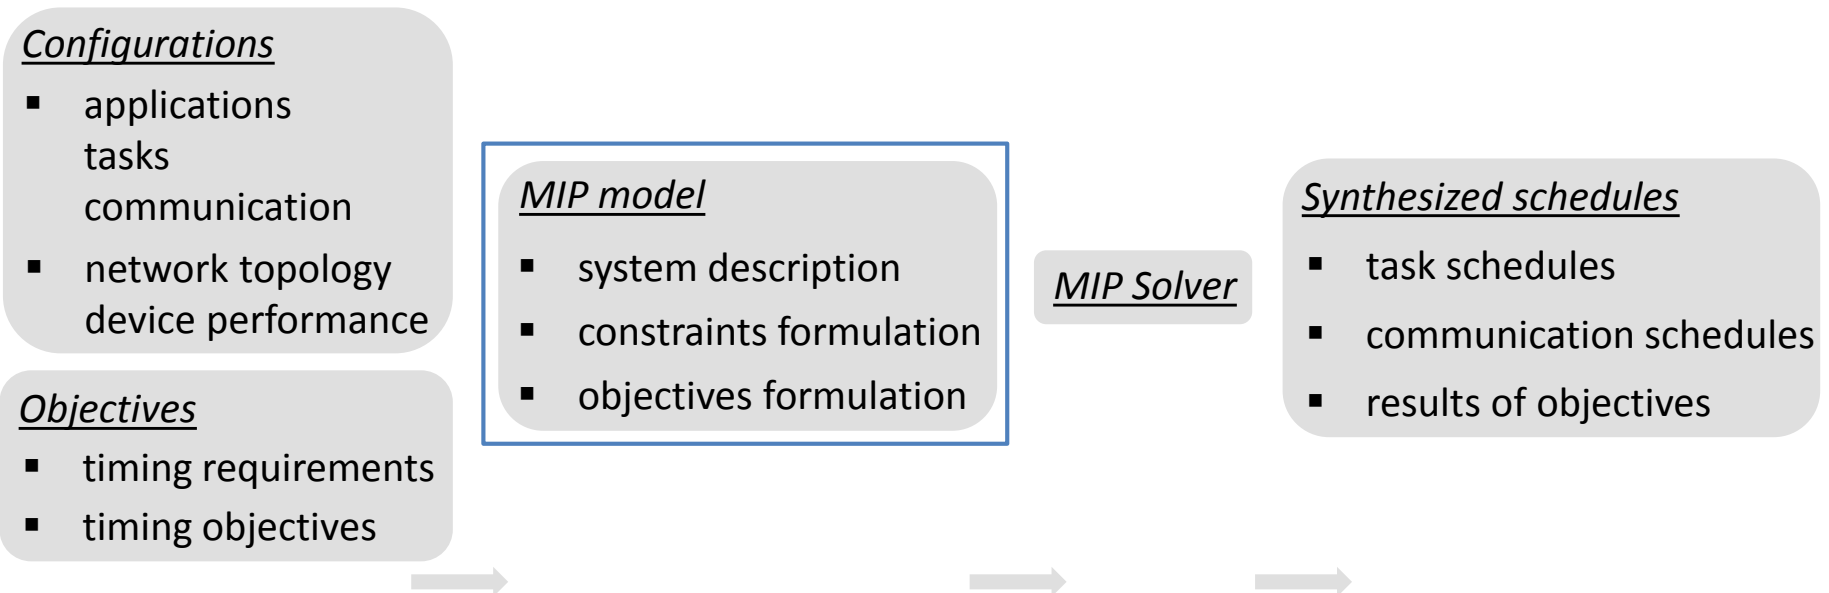 Configurations
▪ applications
tasks
communication
▪ network topology
device performance
Objectives
▪ timing requirements
▪ timing objectives
MIP model
▪ system description
▪ constraints formulation
▪ objectives formulation
MIP Solver
Synthesized schedules
▪ task schedules
▪ communication schedules
▪ results of objectives